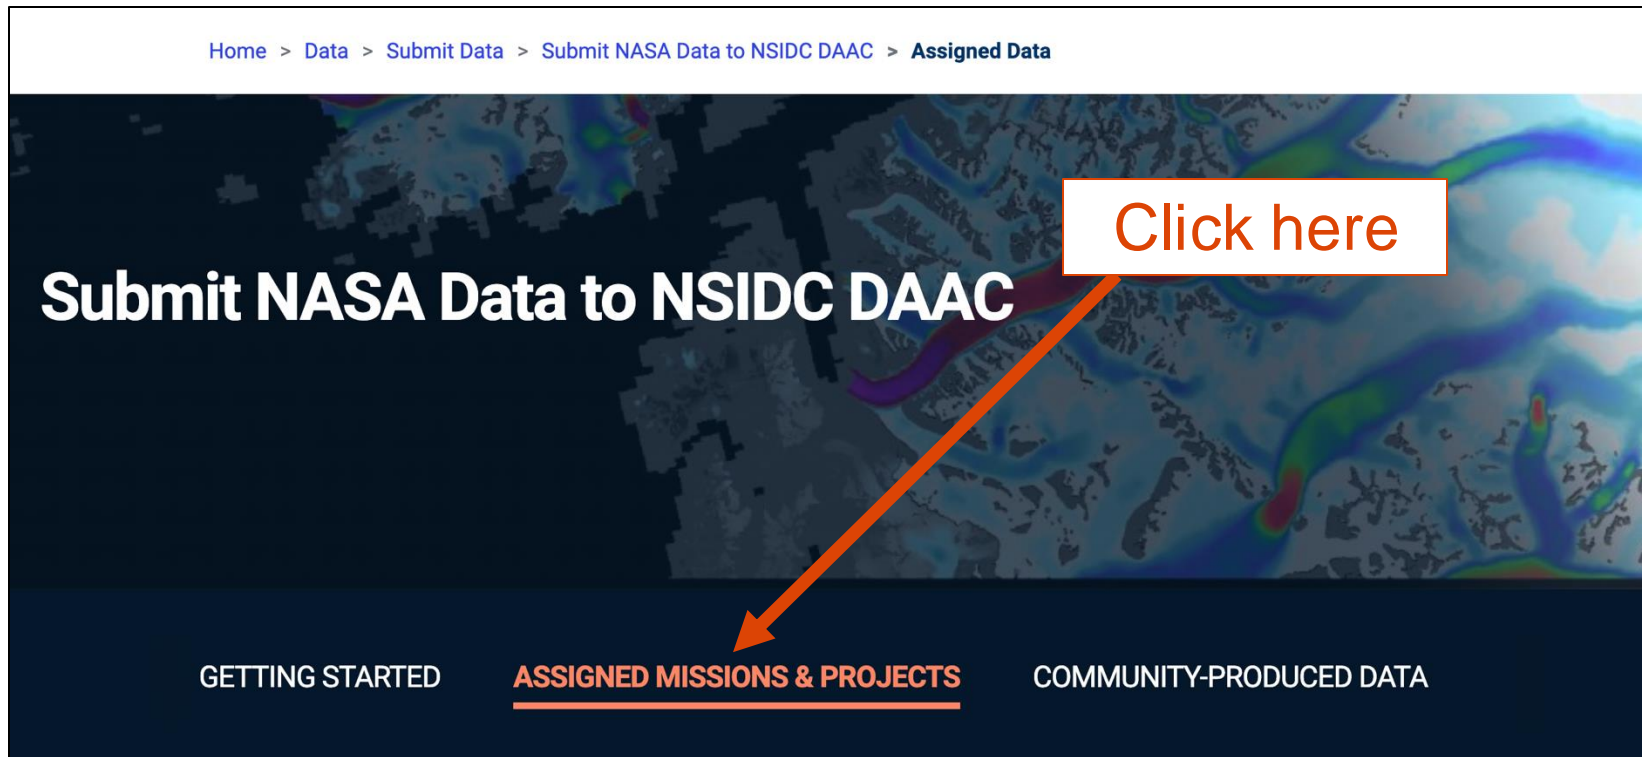 Home > Data > Submit Data > Submit NASA Data to NSIDC DAAC > Assigned Data
Click here
Submit NASA Data to NSIDC DAAC
GETTING STARTED ASSIGNED MISSIONS & PROJECTS COMMUNITY-PRODUCED DATA